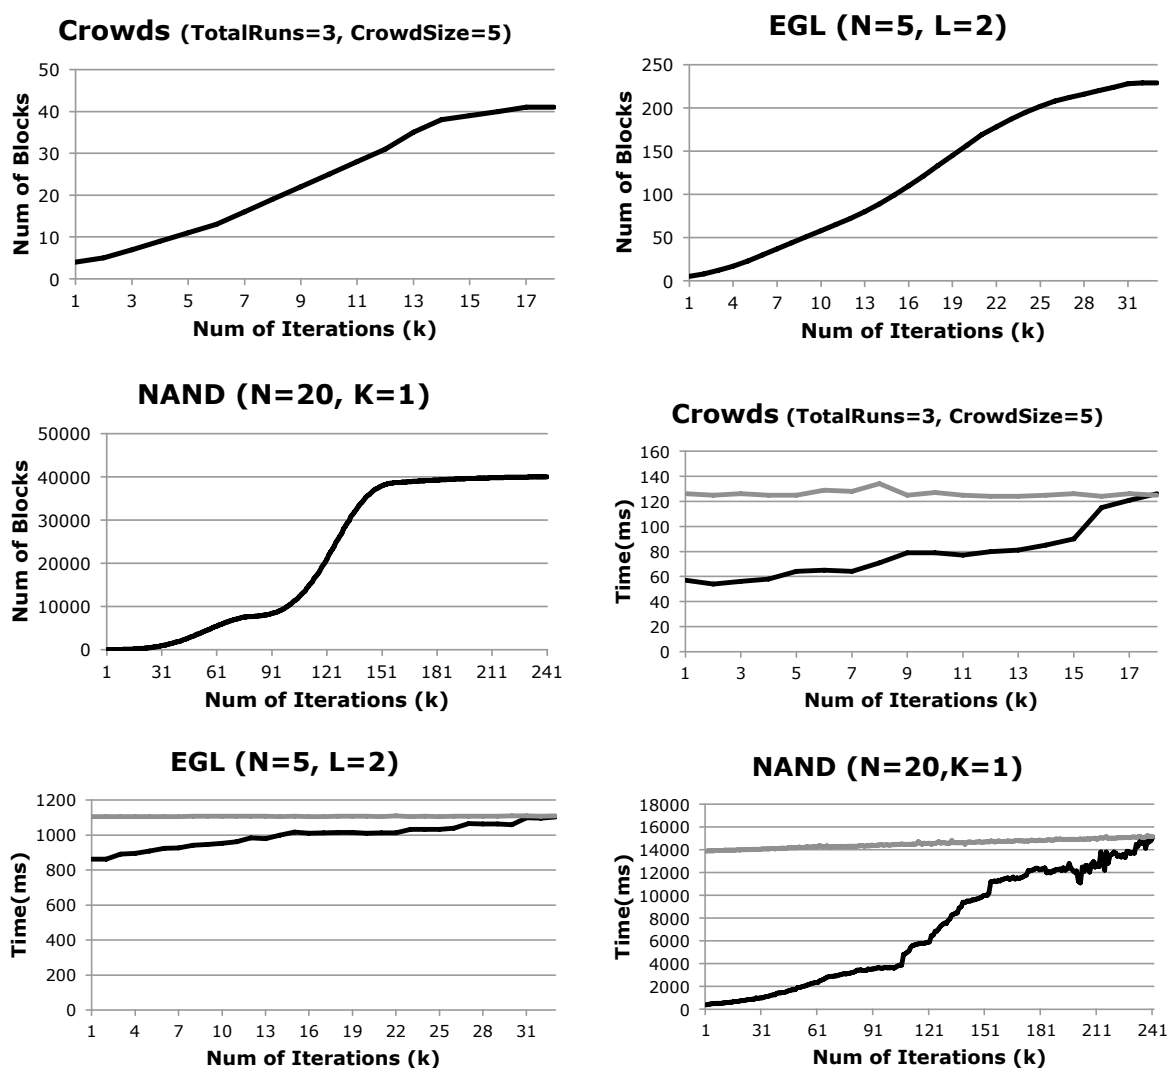 Crowds (TotalRuns=3, CrowdSize=5)
50
40
30
20
10
0
Num of Blocks
1 3 5 7 9 11 13 15 17
Num of Iterations (k)
EGL (N=5, L=2)
250
200
150
100
50
0
Num of Blocks
1 4 7 10 13 16 19 22 25 28 31
Num of Iterations (k)
NAND (N=20, K=1)
50000
40000
30000
20000
10000
0
Num of Blocks
1 31 61 91 121 151 181 211 241
Num of Iterations (k)
Crowds (TotalRuns=3, CrowdSize=5)
160
140
120
100
80
60
40
20
0
Time(ms)
1 3 5 7 9 11 13 15 17
Num of Iterations (k)
EGL (N=5, L=2)
1200
1000
800
600
400
200
0
Time(ms)
1 4 7 10 13 16 19 22 25 28 31
Num of Iterations (k)
NAND (N=20,K=1)
18000
16000
14000
12000
10000
8000
6000
4000
2000
0
Time(ms)
1 31 61 91 121 151 181 211 241
Num of Iterations (k)